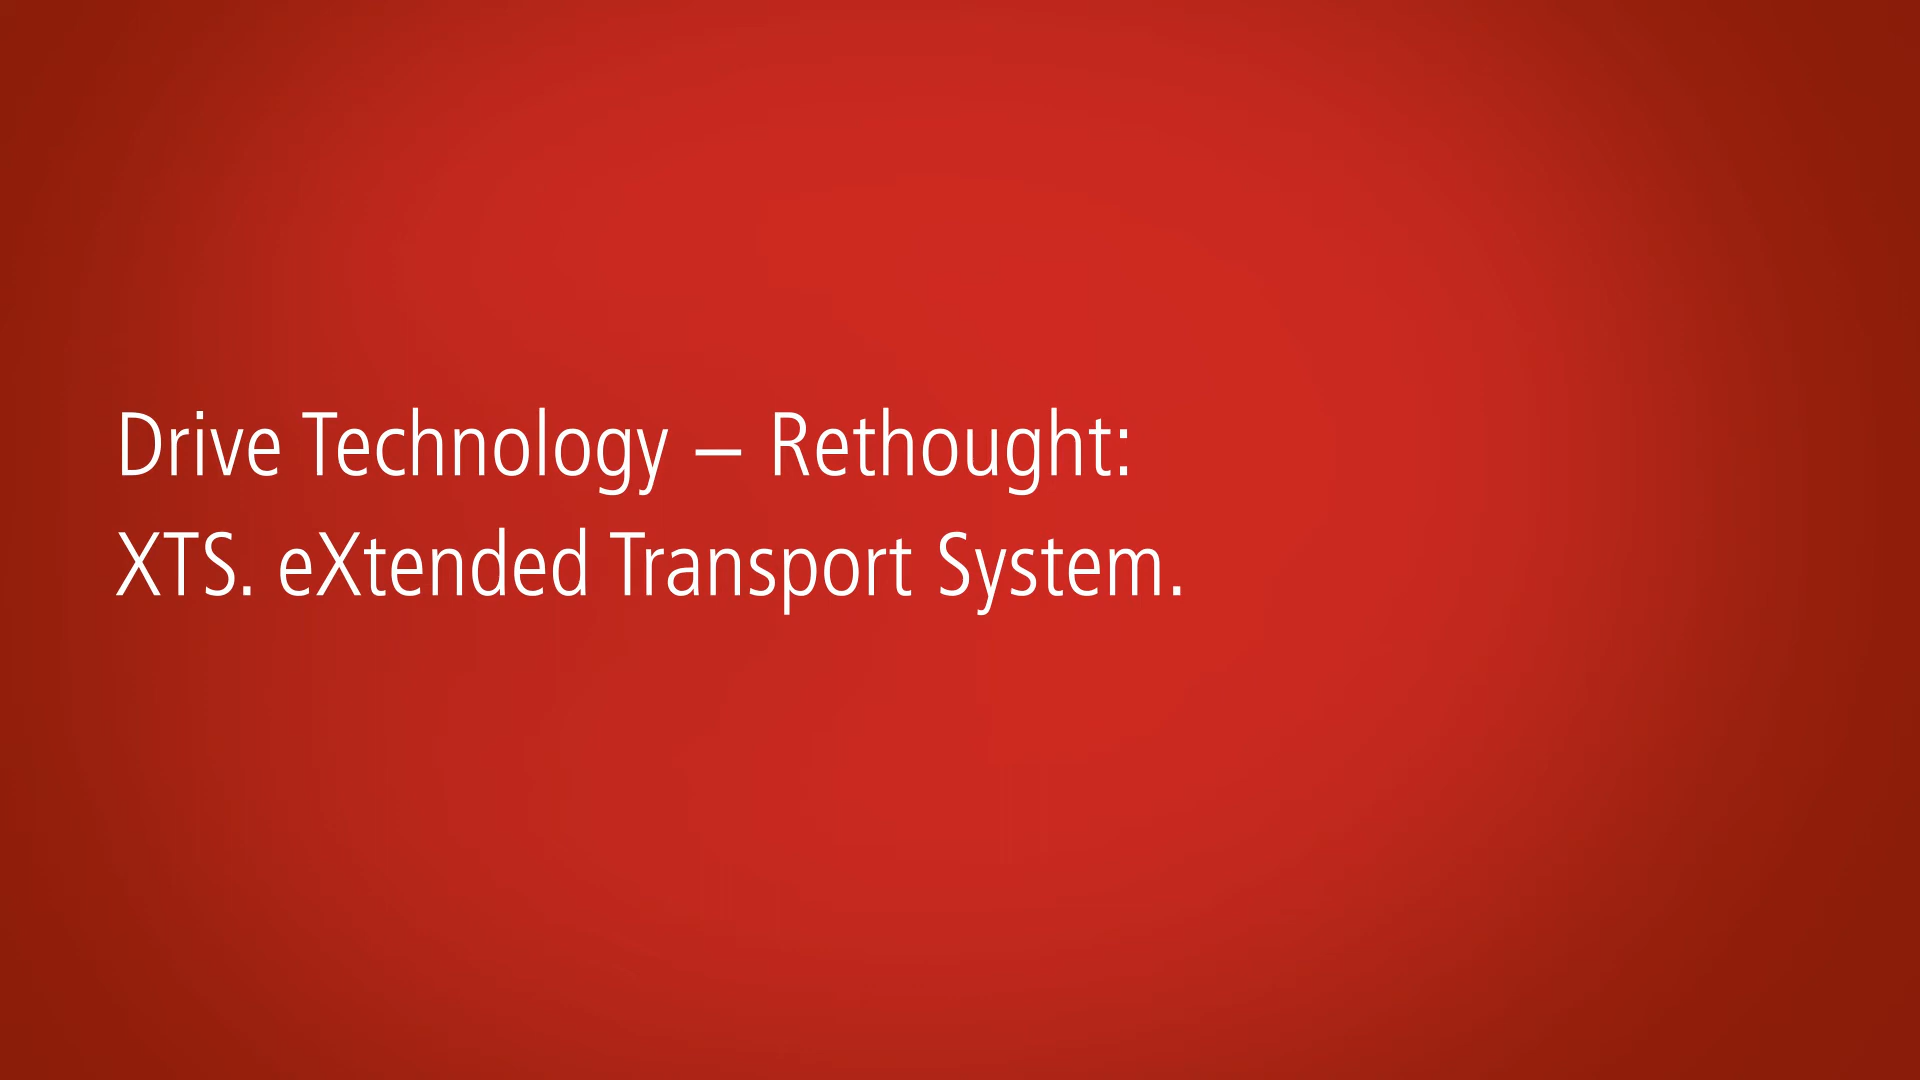 Drive Technology – Rethought:
XTS. eXtended Transport System.